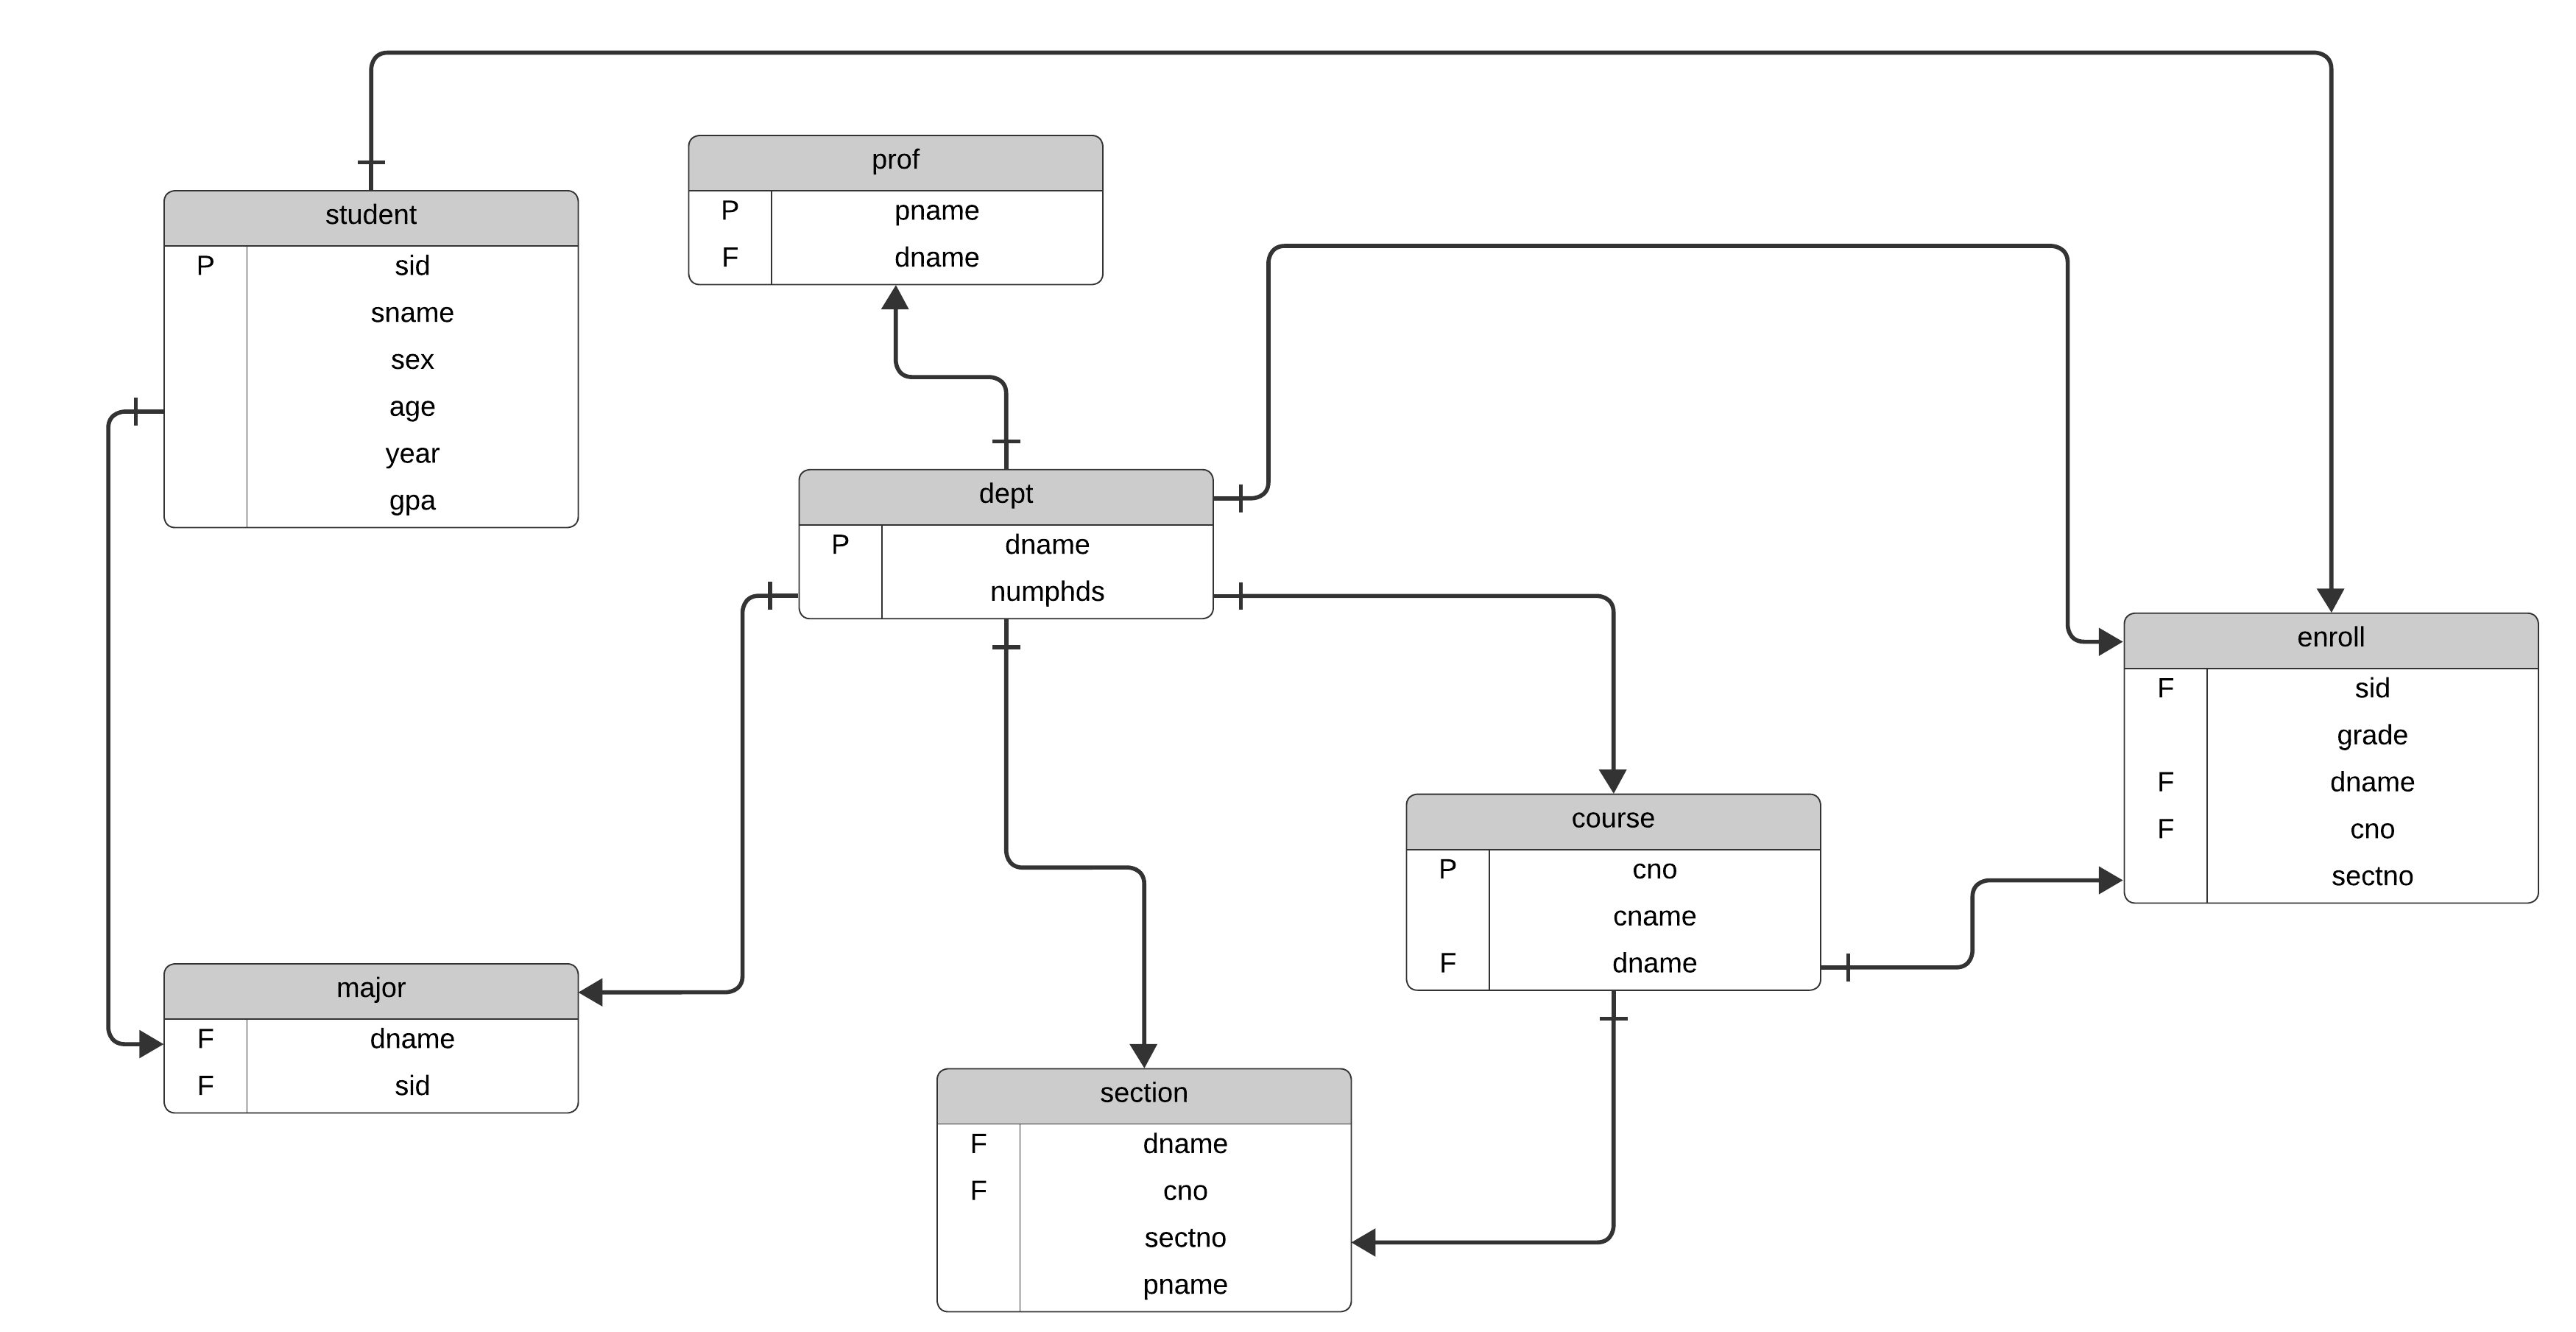 prof
P pname
F dname
student
P sid
sname
sex
age
year
gpa
dept
P dname
numphds
enroll
F sid
grade
F dname
F cno
sectno
course
P cno
cname
F dname
major
F dname
F sid
section
F dname
F cno
sectno
pname